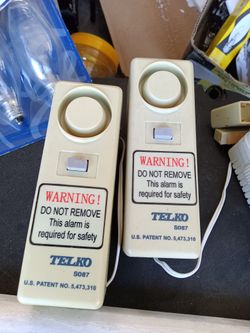 WARNING!
DO NOT REMOVE
This alarm is
required for safety
TELKO
S087
U.S. PATENT NO. 5,473,310
WARNING!
DO NOT REMOVE
This alarm is
required for safety
TELKO
S087
U.S. PATENT NO. 5,473,310